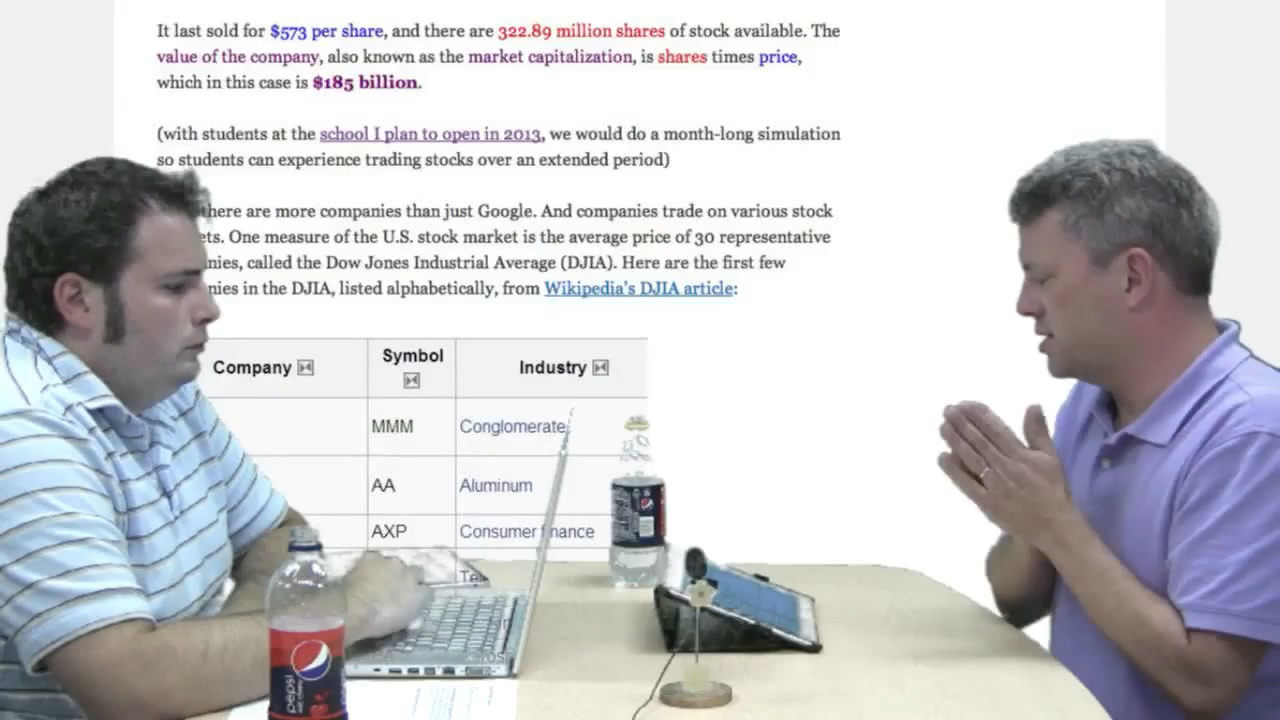 It last sold for $573 per share, and there are 322.89 million shares of stock available. The
value of the company, also known as the market capitalization, is shares times price,
which in this case is $185 billion.
(with students at the school I plan to open in 2013, we would do a month-long simulation
so students can experience trading stocks over an extended period)
there are more companies than just Google. And companies trade on various stock
ets. One measure of the U.S. stock market is the average price of 30 representative
nies, called the Dow Jones Industrial Average (DJIA). Here are the first few
nies in the DJIA, listed alphabetically, from Wikipedia's DJIA article:
Company Symbol Industry
MMM Conglomerate
AA Aluminum
AXP Consumer finance
Te
pepsi